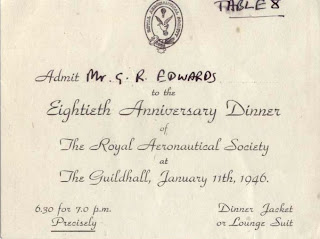 TABLE 8
Admit Mr. G. R. EDWARDS
to the
Eightieth Anniversary Dinner
of
The Royal Aeronautical Society
at
The Guildhall, January 11th, 1946.
6.30 for 7.0 p.m. Dinner Jacket
Precisely or Lounge Suit